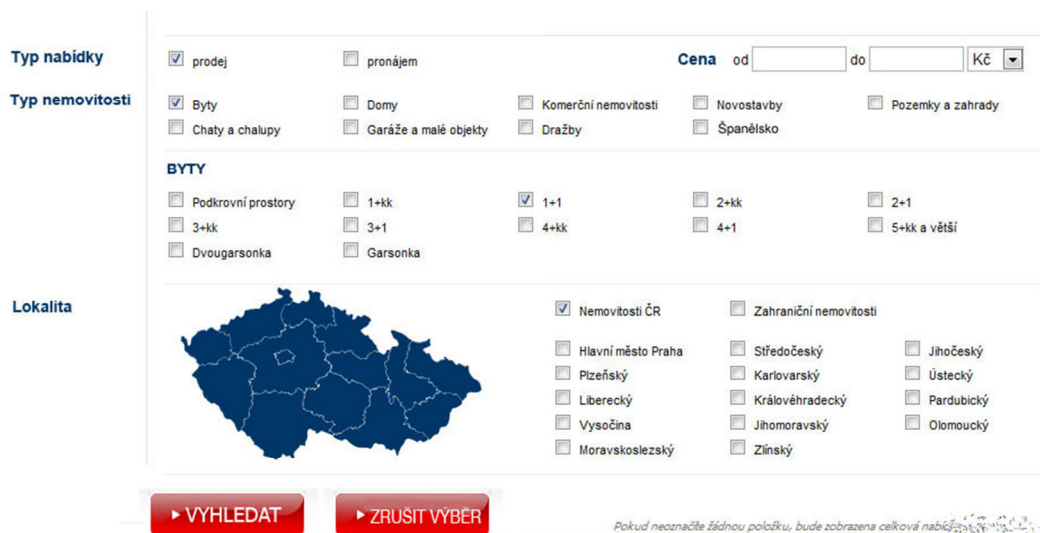 Typ nabídky prodej pronájem Cena od do Kč
Typ nemovitosti Byty Domy Komerční nemovitosti Novostavby Pozemky a zahrady
Chaty a chalupy Garáže a malé objekty Dražby Španělsko
BYTY
Podkrovní prostory 1+kk 1+1 2+kk 2+1
3+kk 3+1 4+kk 4+1 5+kk a větší
Dvougarsonka Garsonka
Lokalita Nemovitosti ČR Zahraniční nemovitosti
Hlavní město Praha Středočeský Jihočeský
Plzeňský Karlovarský Ústecký
Liberecký Královéhradecký Pardubický
Vysočina Jihomoravský Olomoucký
Moravskoslezský Zlínský
VYHLEDAT ZRUŠIT VÝBĚR
Pokud neoznačíte žádnou položku, bude zobrazena celková